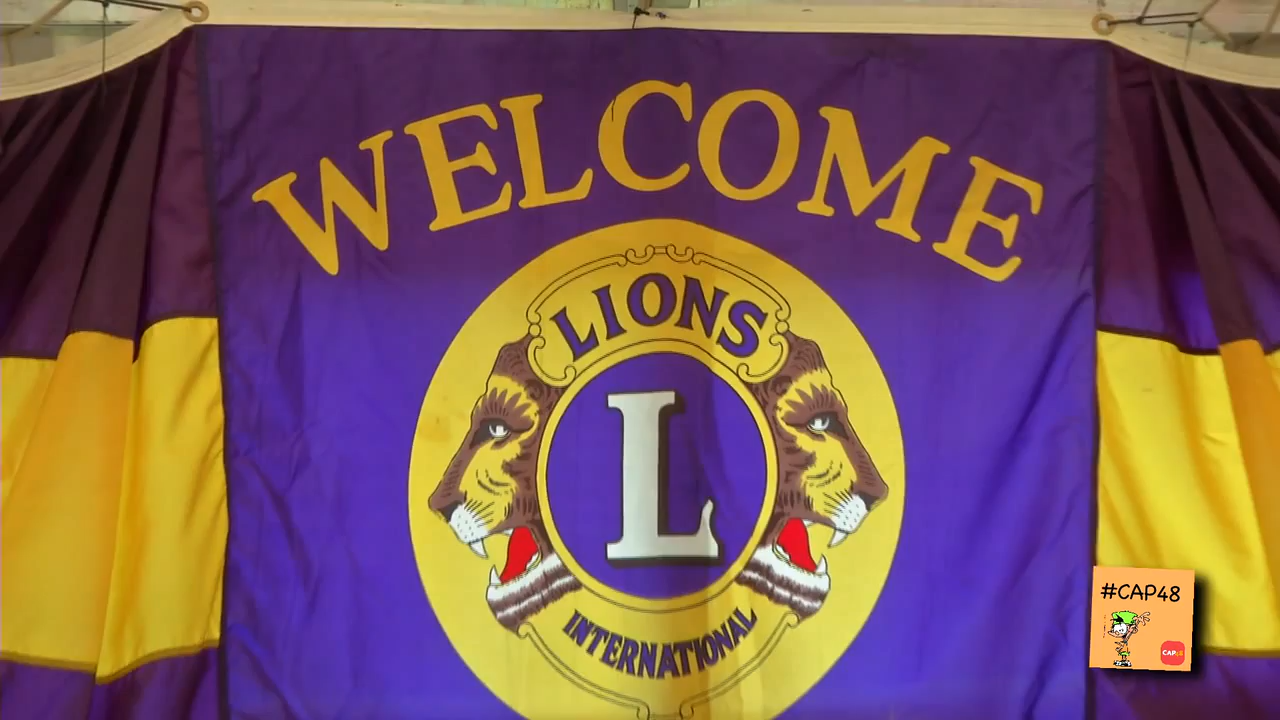 WELCOME
LIONS
L
INTERNATIONAL
#CAP48
CAP48